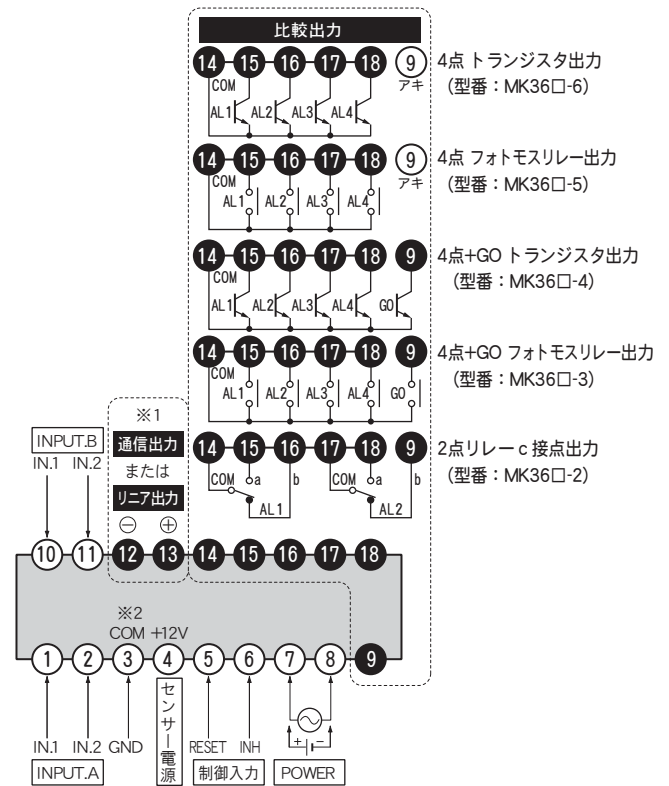 比較出力
14 15 16 17 18 9
COM
アキ
AL1 AL2 AL3 AL4
4点 トランジスタ出力
(型番：MK36□-6)
14 15 16 17 18 9
COM
アキ
AL1 AL2 AL3 AL4
4点 フォトモスリレー出力
(型番：MK36□-5)
14 15 16 17 18 9
COM
AL1 AL2 AL3 AL4 GO
4点+GO トランジスタ出力
(型番：MK36□-4)
14 15 16 17 18 9
COM
AL1 AL2 AL3 AL4 GO
4点+GO フォトモスリレー出力
(型番：MK36□-3)
14 15 16 17 18 9
COM a b COM a b
AL1 AL2
2点リレーc接点出力
(型番：MK36□-2)
※1
通信出力
または
リニア出力
⊖ ⊕
INPUT.B
IN.1 IN.2
10 11 12 13 14 15 16 17 18
※2
COM +12V
1 2 3 4 5 6 7 8 9
センサー電源
+ −
IN.1 IN.2 GND RESET INH
INPUT.A 制御入力 POWER